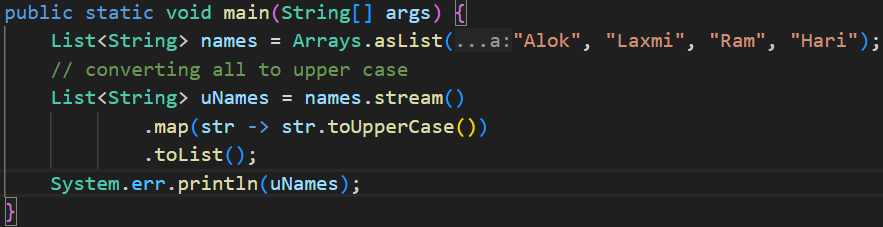 public static void main(String[] args) {
List<String> names = Arrays.asList(...a:"Alok", "Laxmi", "Ram", "Hari");
// converting all to upper case
List<String> uNames = names.stream()
.map(str -> str.toUpperCase())
.toList();
System.err.println(uNames);
}